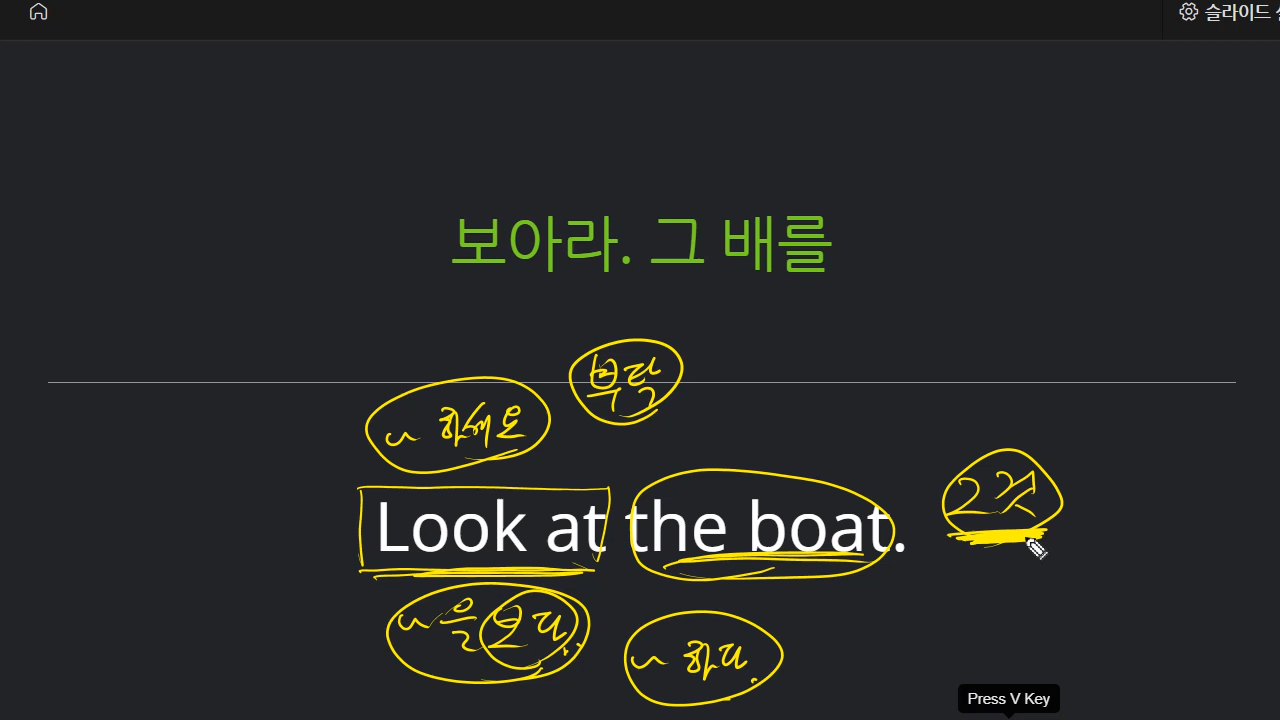 슬라이드
보아라. 그 배를
부탁
~ 하세요
Look at the boat.
그것
~을 보다.
~ 하다.
Press V Key